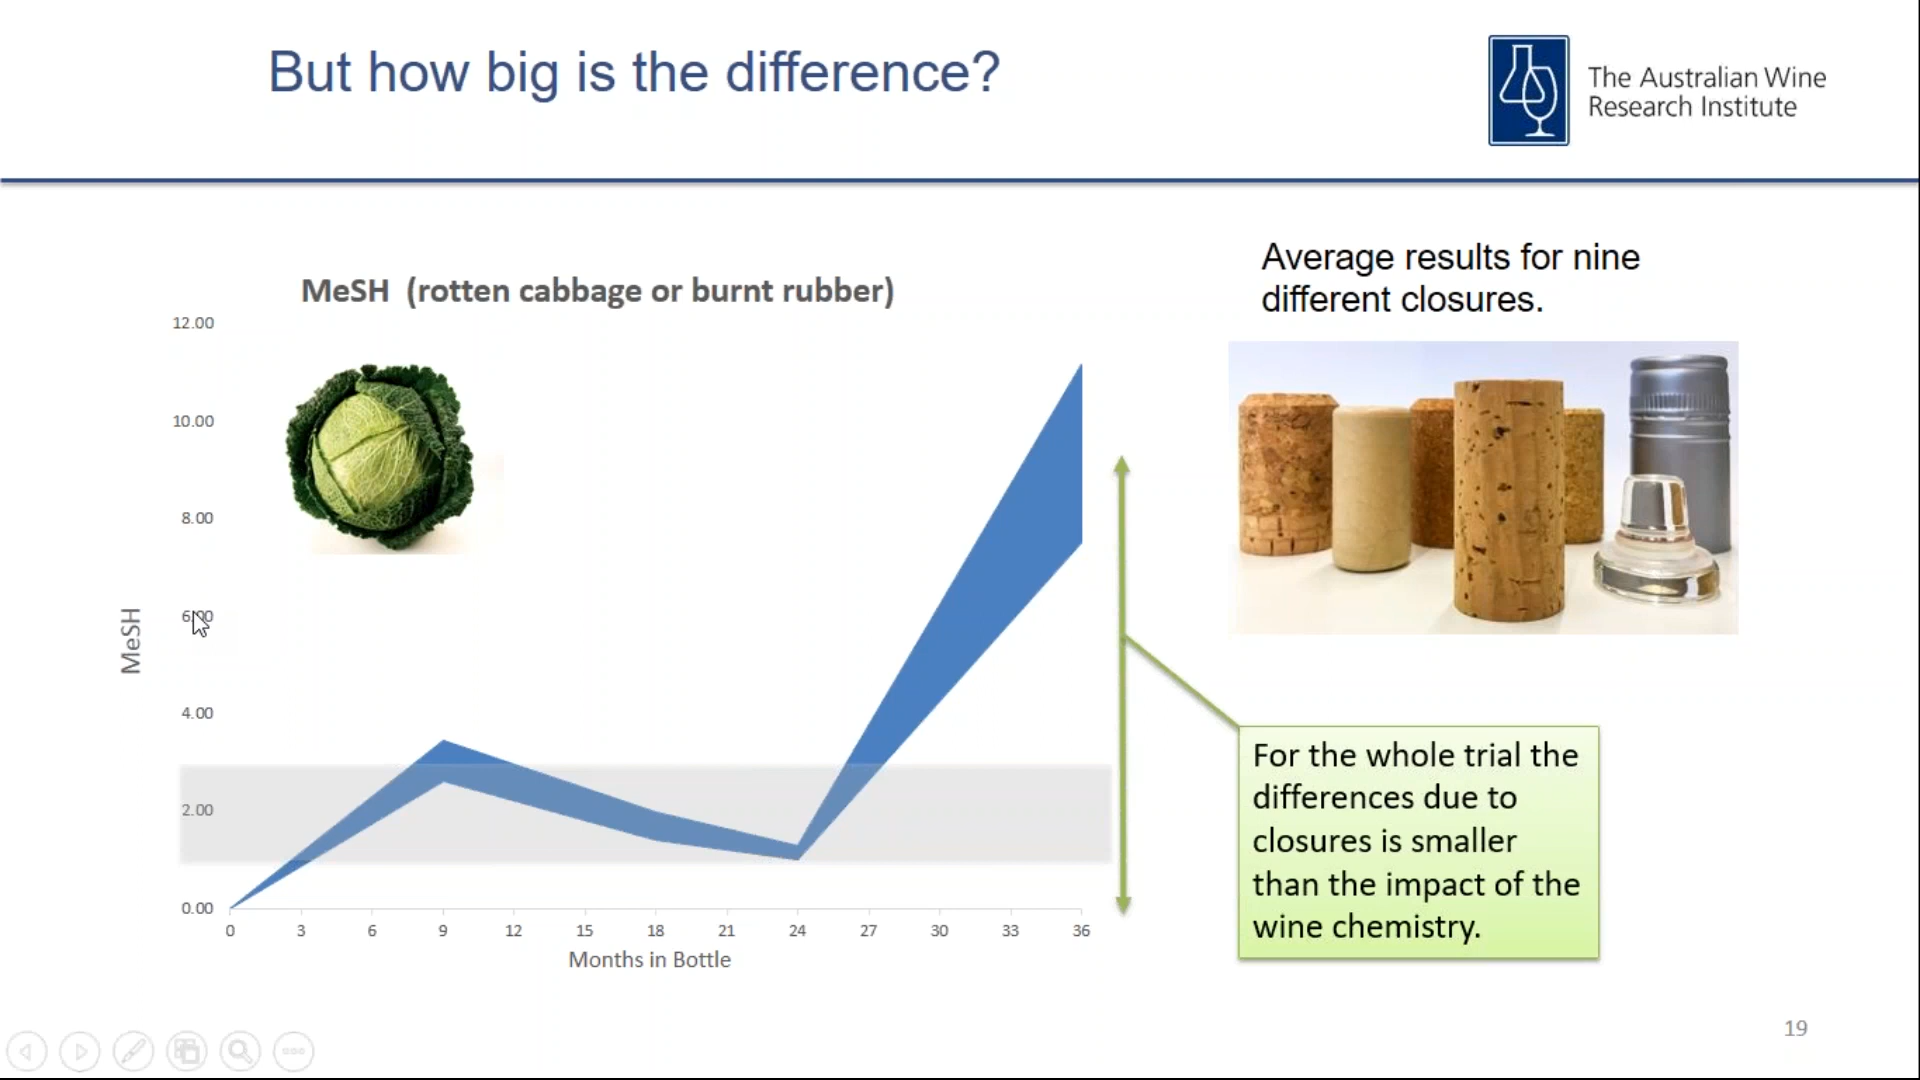 But how big is the difference?
The Australian Wine
Research Institute
MeSH (rotten cabbage or burnt rubber)
12.00
10.00
8.00
6.00
4.00
2.00
0.00
MeSH
0 3 6 9 12 15 18 21 24 27 30 33 36
Months in Bottle
Average results for nine
different closures.
For the whole trial the
differences due to
closures is smaller
than the impact of the
wine chemistry.
19